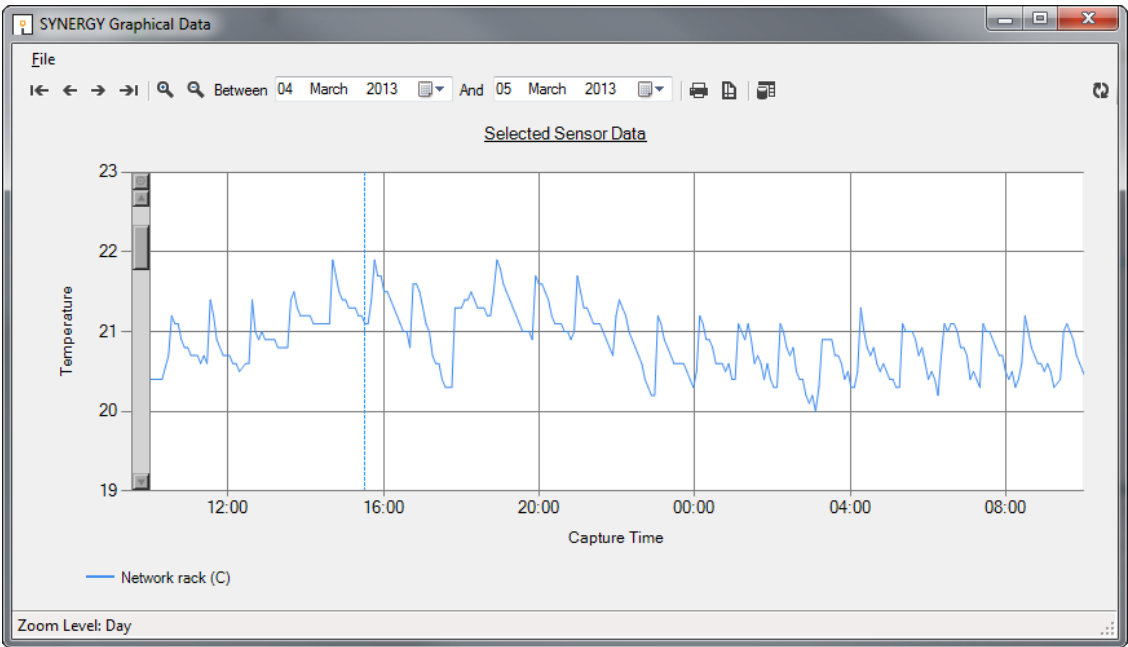 SYNERGY Graphical Data
File
Between 04 March 2013 And 05 March 2013
Selected Sensor Data
23
22
21
20
19
Temperature
12:00 16:00 20:00 00:00 04:00 08:00
Capture Time
Network rack (C)
Zoom Level: Day